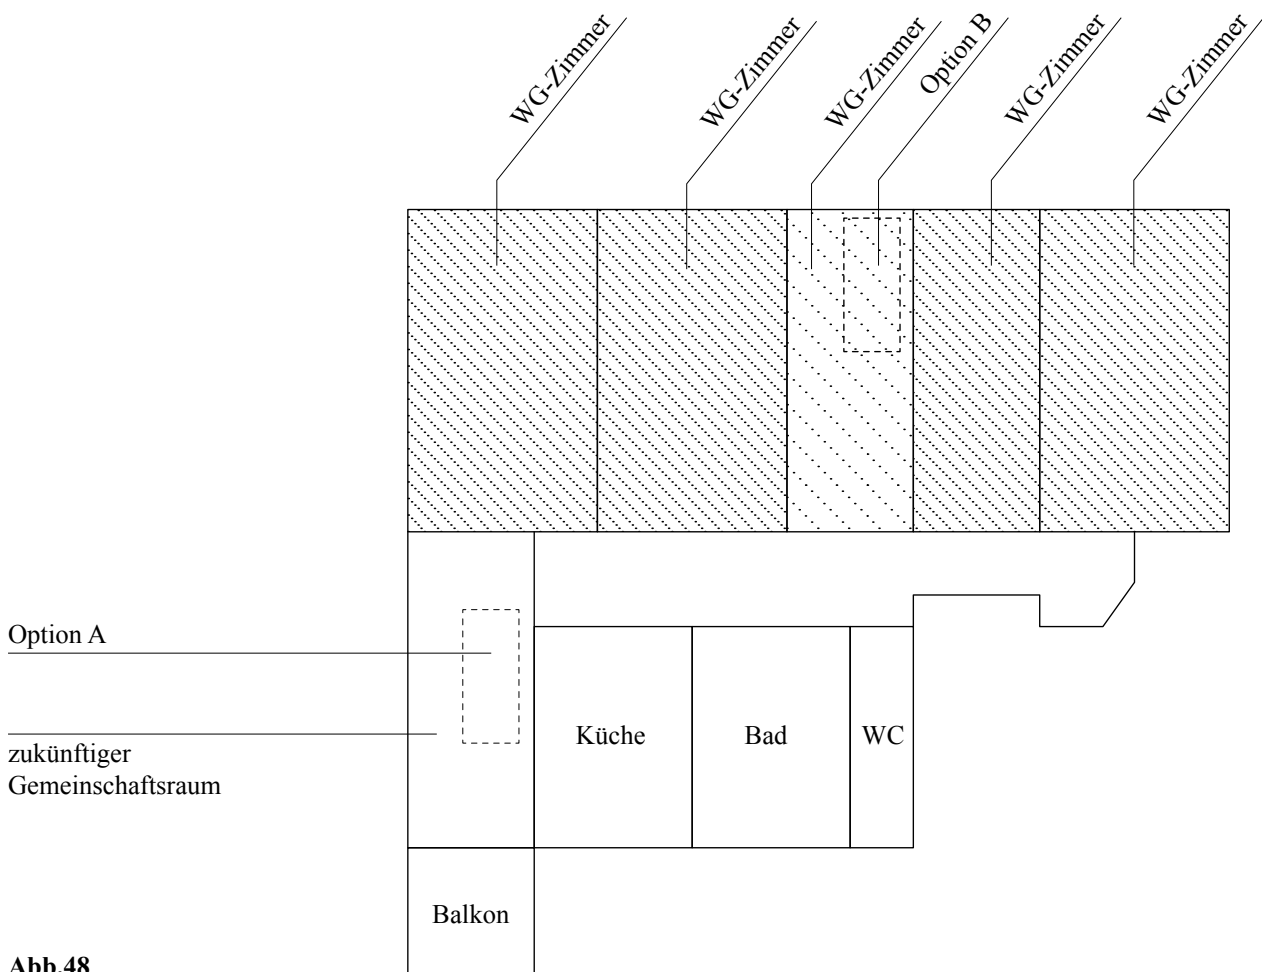 WG-Zimmer
WG-Zimmer
WG-Zimmer
Option B
WG-Zimmer
WG-Zimmer
Option A
zukünftiger
Gemeinschaftsraum
Küche
Bad
WC
Balkon
Abb.48